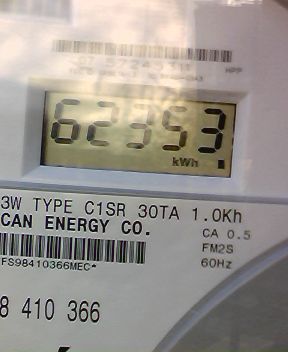 62353
kWh
3W TYPE C1SR 30TA 1.0Kh
CAN ENERGY CO.
CA 0.5
FM2S
60Hz
*FS98410366MEC*
8 410 366